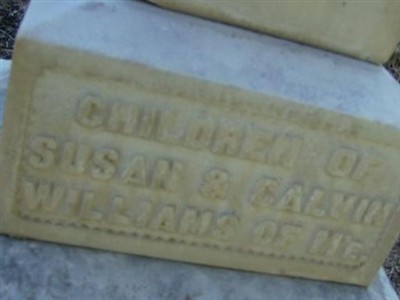 CHILDREN OF
SUSAN & CALVIN
WILLIAMS OF ME.